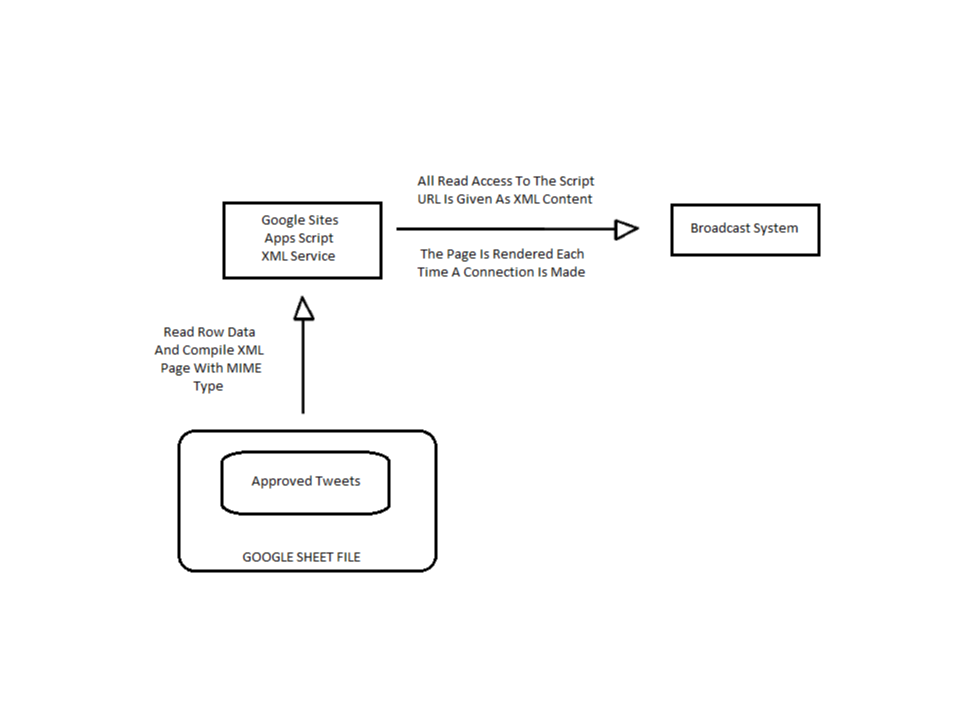 All Read Access To The Script
URL Is Given As XML Content
Google Sites
Apps Script
XML Service
Broadcast System
The Page Is Rendered Each
Time A Connection Is Made
Read Row Data
And Compile XML
Page With MIME
Type
Approved Tweets
GOOGLE SHEET FILE